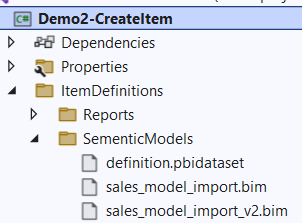 Demo2-CreateItem
Dependencies
Properties
ItemDefinitions
Reports
SementicModels
definition.pbidataset
sales_model_import.bim
sales_model_import_v2.bim